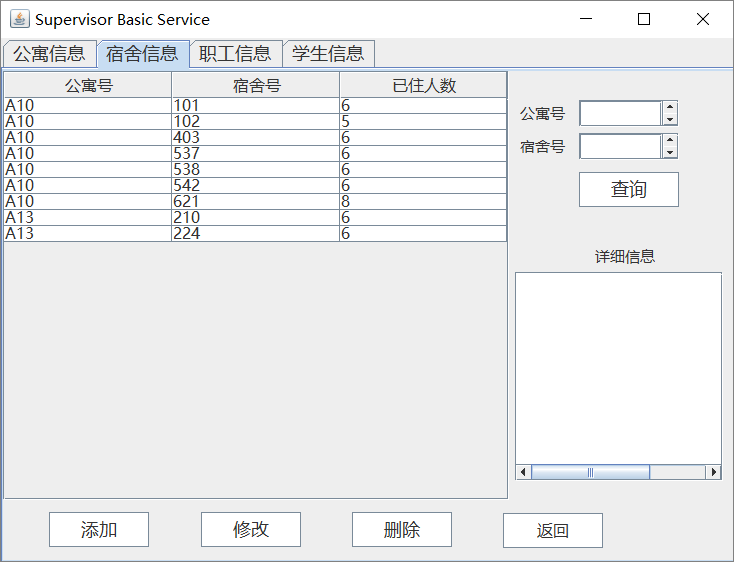 Supervisor Basic Service
公寓信息 宿舍信息 职工信息 学生信息
公寓号 宿舍号 已住人数
A10 101 6
A10 102 5
A10 403 6
A10 537 6
A10 538 6
A10 542 6
A10 621 8
A13 210 6
A13 224 6
公寓号
宿舍号
查询
详细信息
添加 修改 删除 返回